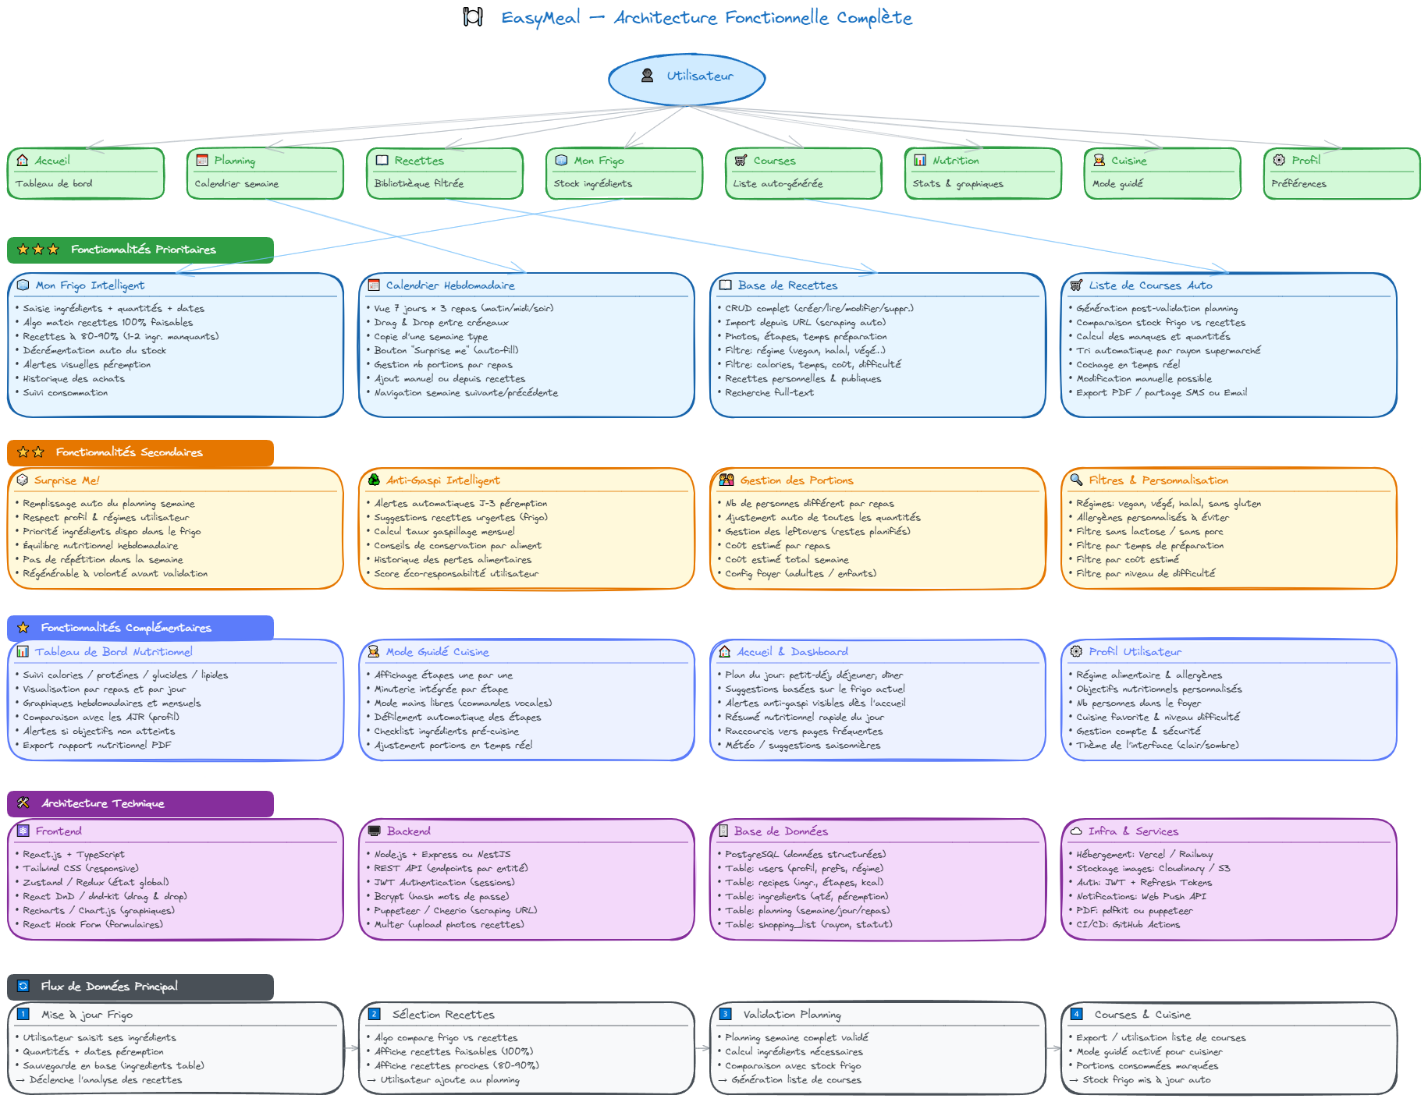 EasyMeal — Architecture Fonctionnelle Complète
Utilisateur
Accueil
Tableau de bord
Planning
Calendrier semaine
Recettes
Bibliothèque filtrée
Mon Frigo
Stock ingrédients
Courses
Liste auto-générée
Nutrition
Stats & graphiques
Cuisine
Mode guidé
Profil
Préférences
Fonctionnalités Prioritaires
Mon Frigo Intelligent
• Saisie ingrédients + quantités + dates
• Algo match recettes 100% faisables
• Recettes à 80-90% (1-2 ingr. manquants)
• Décrémentation auto du stock
• Alertes visuelles péremption
• Historique des achats
• Suivi consommation
Calendrier Hebdomadaire
• Vue 7 jours × 3 repas (matin/midi/soir)
• Drag & Drop entre créneaux
• Copie d'une semaine type
• Bouton "Surprise me" (auto-fill)
• Gestion nb portions par repas
• Ajout manuel ou depuis recettes
• Navigation semaine suivante/précédente
Base de Recettes
• CRUD complet (créer/lire/modifier/suppr.)
• Import depuis URL (scraping auto)
• Photos, étapes, temps préparation
• Filtre: régime (vegan, halal, végé...)
• Filtre: calories, temps, coût, difficulté
• Recettes personnelles & publiques
• Recherche full-text
Liste de Courses Auto
• Génération post-validation planning
• Comparaison stock frigo vs recettes
• Calcul des manques et quantités
• Tri automatique par rayon supermarché
• Cochage en temps réel
• Modification manuelle possible
• Export PDF / partage SMS ou Email
Fonctionnalités Secondaires
Surprise Me!
• Remplissage auto du planning semaine
• Respect profil & régimes utilisateur
• Priorité ingrédients dispo dans le frigo
• Équilibre nutritionnel hebdomadaire
• Pas de répétition dans la semaine
• Régénérable à volonté avant validation
Anti-Gaspi Intelligent
• Alertes automatiques J-3 péremption
• Suggestions recettes urgentes (frigo)
• Calcul taux gaspillage mensuel
• Conseils de conservation par aliment
• Historique des pertes alimentaires
• Score éco-responsabilité utilisateur
Gestion des Portions
• Nb de personnes différent par repas
• Ajustement auto de toutes les quantités
• Gestion des leftovers (restes planifiés)
• Coût estimé par repas
• Coût estimé total semaine
• Config foyer (adultes / enfants)
Filtres & Personnalisation
• Régimes: vegan, végé, halal, sans gluten
• Allergènes personnalisés à éviter
• Filtre sans lactose / sans porc
• Filtre par temps de préparation
• Filtre par coût estimé
• Filtre par niveau de difficulté
Fonctionnalités Complémentaires
Tableau de Bord Nutritionnel
• Suivi calories / protéines / glucides / lipides
• Visualisation par repas et par jour
• Graphiques hebdomadaires et mensuels
• Comparaison avec les AJR (profil)
• Alertes si objectifs non atteints
• Export rapport nutritionnel PDF
Mode Guidé Cuisine
• Affichage étapes une par une
• Minuterie intégrée par étape
• Mode mains libres (commandes vocales)
• Défilement automatique des étapes
• Checklist ingrédients pré-cuisine
• Ajustement portions en temps réel
Accueil & Dashboard
• Plan du jour: petit-déj, déjeuner, dîner
• Suggestions basées sur le frigo actuel
• Alertes anti-gaspi visibles dès l'accueil
• Résumé nutritionnel rapide du jour
• Raccourcis vers pages fréquentes
• Météo / suggestions saisonnières
Profil Utilisateur
• Régime alimentaire & allergènes
• Objectifs nutritionnels personnalisés
• Nb personnes dans le foyer
• Cuisine favorite & niveau difficulté
• Gestion compte & sécurité
• Thème de l'interface (clair/sombre)
Architecture Technique
Frontend
• React.js + TypeScript
• Tailwind CSS (responsive)
• Zustand / Redux (état global)
• React DnD / dnd-kit (drag & drop)
• Recharts / Chart.js (graphiques)
• React Hook Form (formulaires)
Backend
• Node.js + Express ou NestJS
• REST API (endpoints par entité)
• JWT Authentication (sessions)
• Bcrypt (hash mots de passe)
• Puppeteer / Cheerio (scraping URL)
• Multer (upload photos recettes)
Base de Données
• PostgreSQL (données structurées)
• Table: users (profil, prefs, régime)
• Table: recipes (ingr., étapes, kcal)
• Table: ingredients (qté, péremption)
• Table: planning (semaine/jour/repas)
• Table: shopping_list (rayon, statut)
Infra & Services
• Hébergement: Vercel / Railway
• Stockage images: Cloudinary / S3
• Auth: JWT + Refresh Tokens
• Notifications: Web Push API
• PDF: pdfkit ou puppeteer
• CI/CD: GitHub Actions
Flux de Données Principal
1 Mise à jour Frigo
• Utilisateur saisit ses ingrédients
• Quantités + dates péremption
• Sauvegarde en base (ingredients table)
→ Déclenche l'analyse des recettes
2 Sélection Recettes
• Algo compare frigo vs recettes
• Affiche recettes faisables (100%)
• Affiche recettes proches (80-90%)
→ Utilisateur ajoute au planning
3 Validation Planning
• Planning semaine complet validé
• Calcul ingrédients nécessaires
• Comparaison avec stock frigo
→ Génération liste de courses
4 Courses & Cuisine
• Export / utilisation liste de courses
• Mode guidé activé pour cuisiner
• Portions consommées marquées
→ Stock frigo mis à jour auto